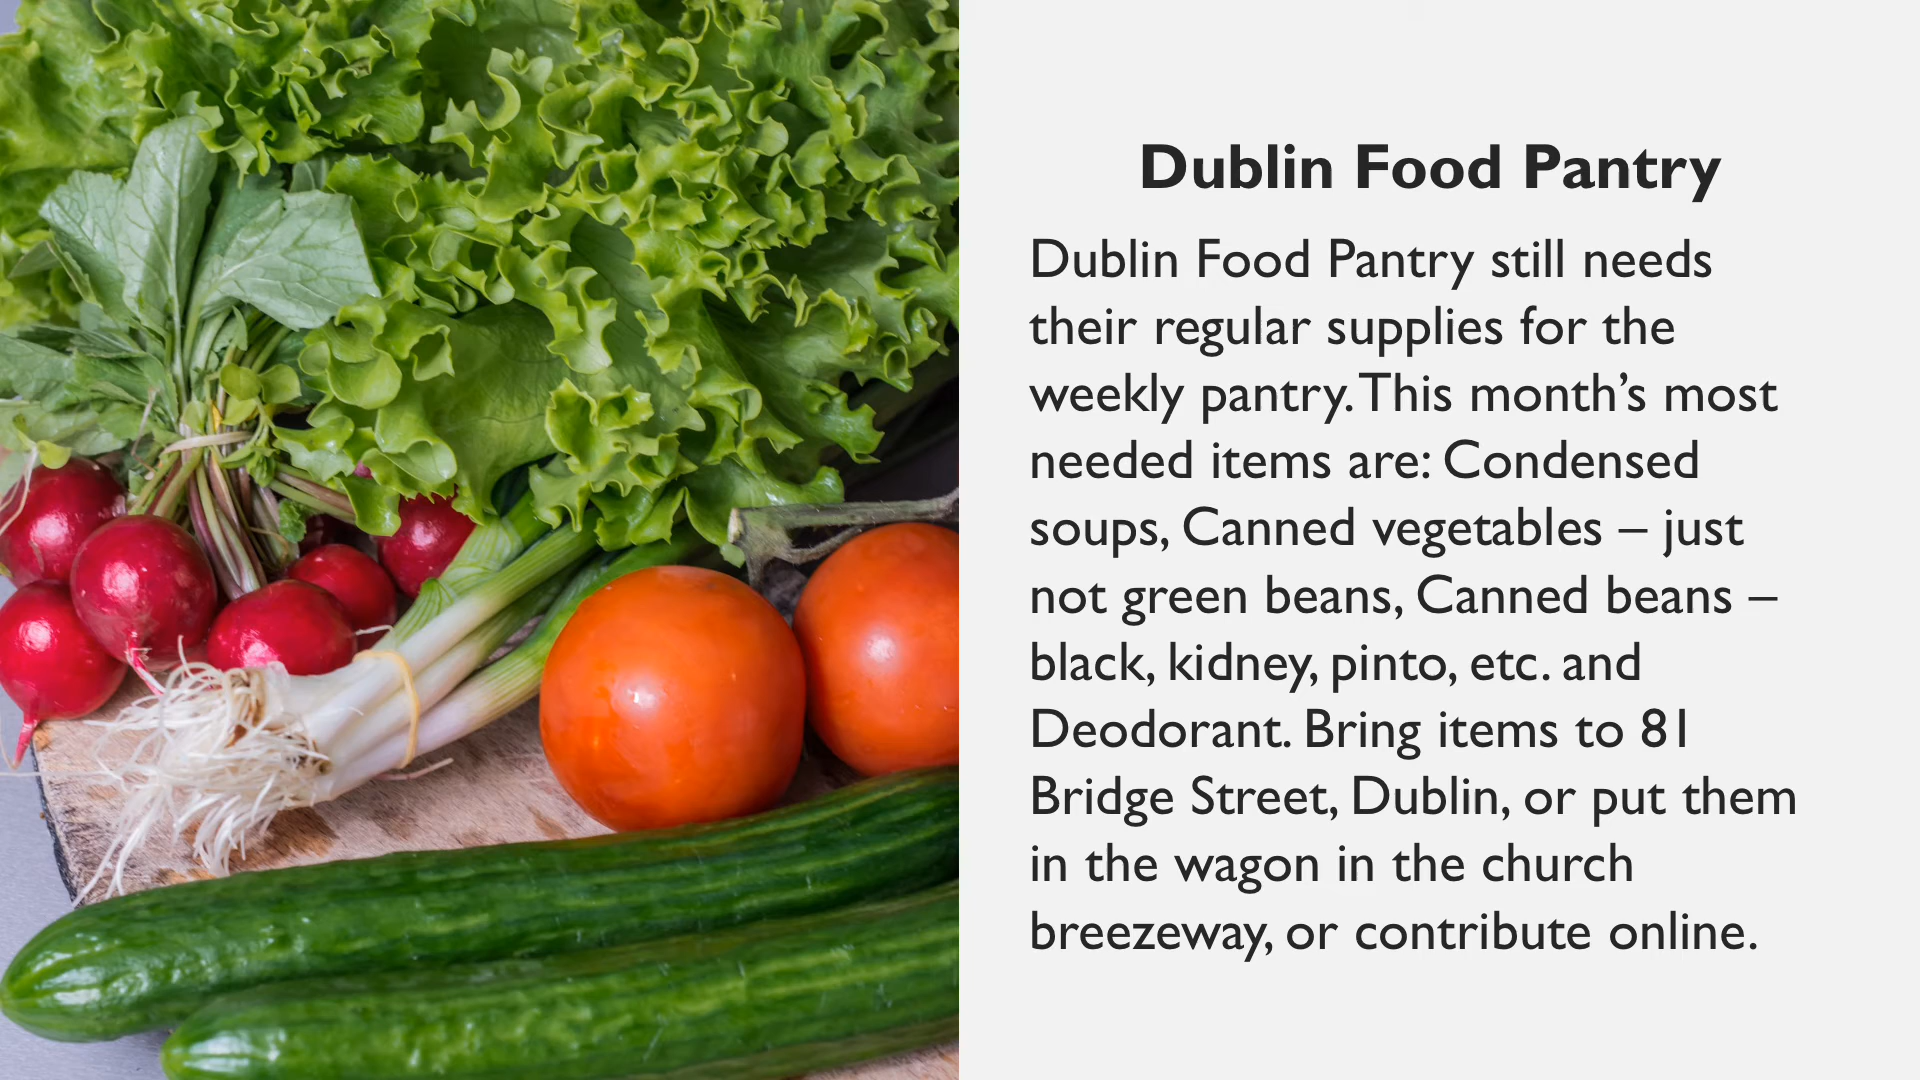 Dublin Food Pantry
Dublin Food Pantry still needs
their regular supplies for the
weekly pantry. This month’s most
needed items are: Condensed
soups, Canned vegetables – just
not green beans, Canned beans –
black, kidney, pinto, etc. and
Deodorant. Bring items to 81
Bridge Street, Dublin, or put them
in the wagon in the church
breezeway, or contribute online.